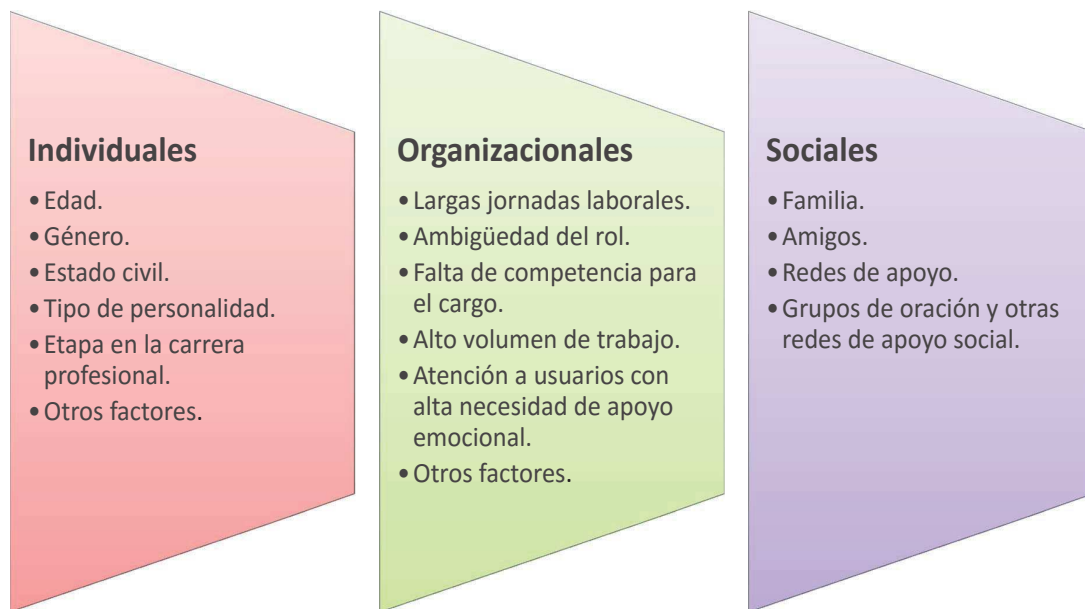 Individuales
• Edad.
• Género.
• Estado civil.
• Tipo de personalidad.
• Etapa en la carrera
profesional.
• Otros factores.
Organizacionales
• Largas jornadas laborales.
• Ambigüedad del rol.
• Falta de competencia para
el cargo.
• Alto volumen de trabajo.
• Atención a usuarios con
alta necesidad de apoyo
emocional.
• Otros factores.
Sociales
• Familia.
• Amigos.
• Redes de apoyo.
• Grupos de oración y otras
redes de apoyo social.